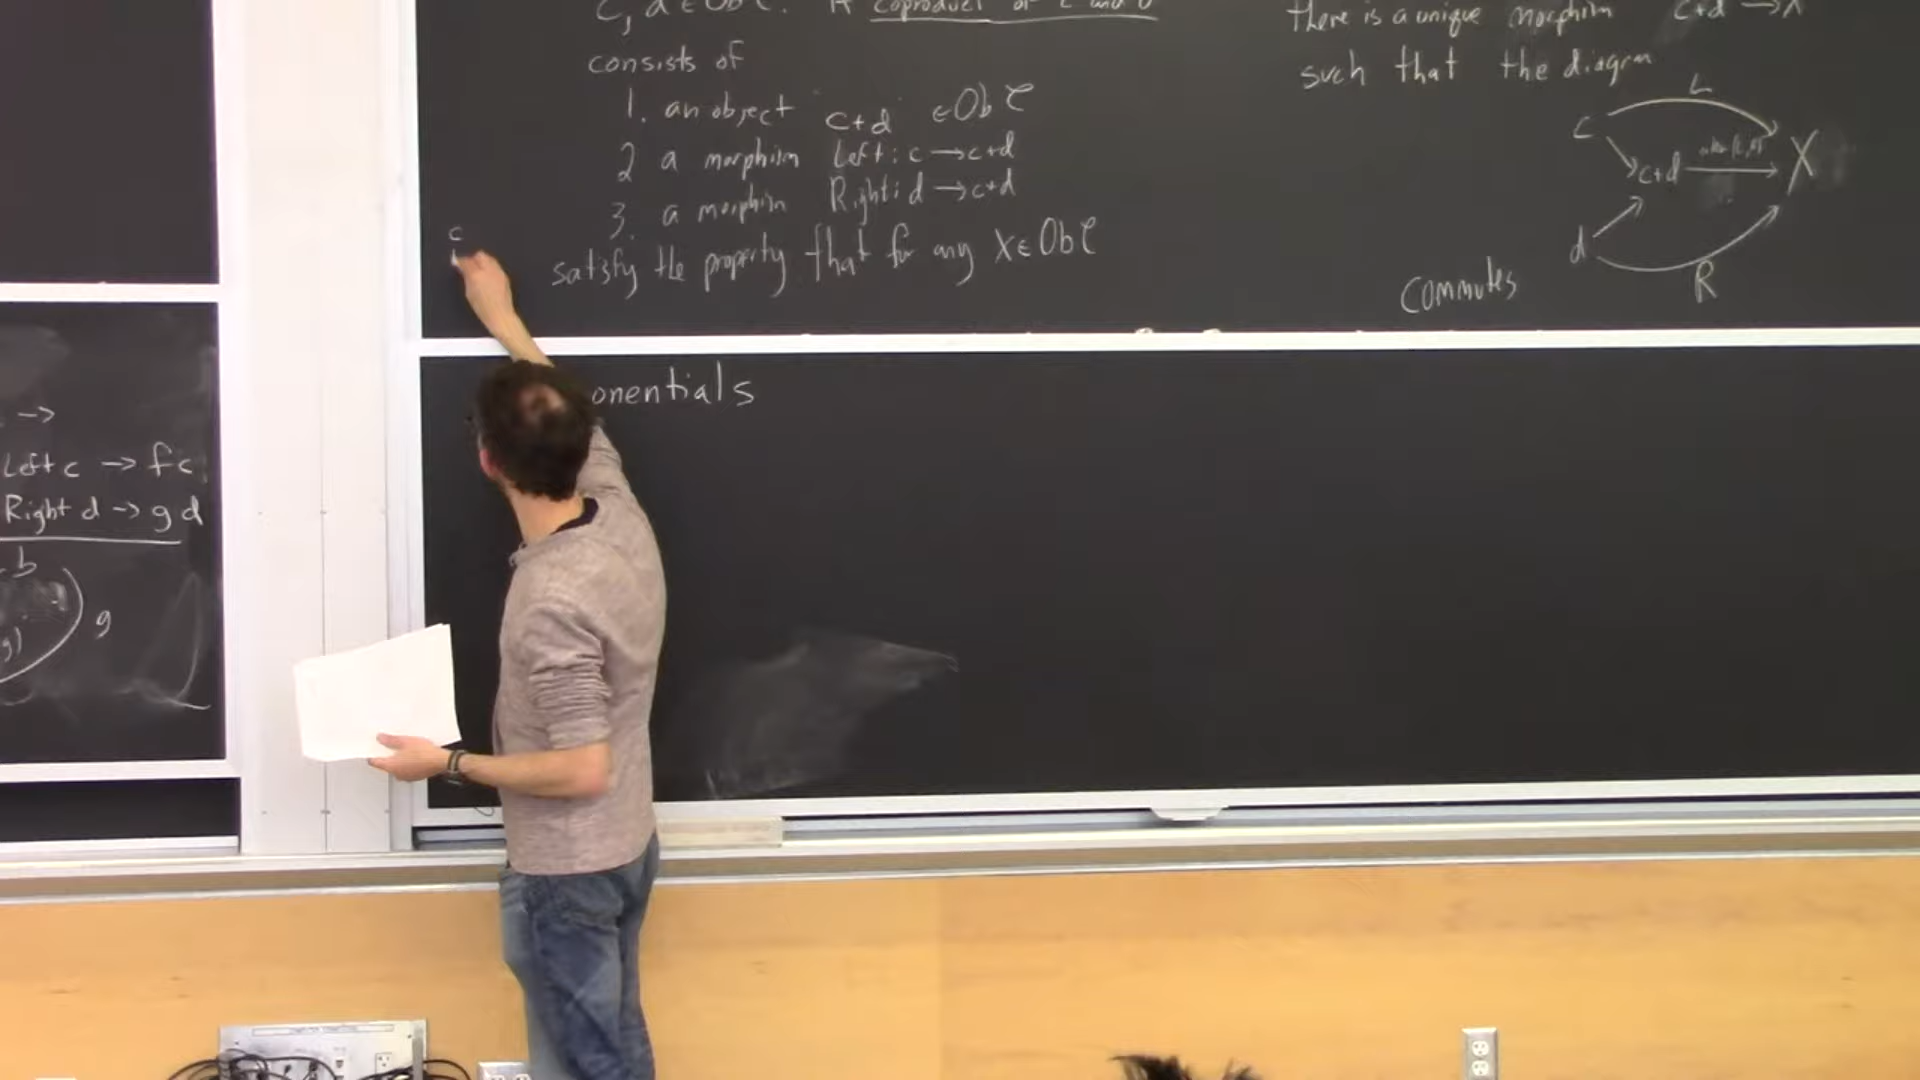 C, d ∈ Ob C. A coproduct of c and d
consists of
1. an object "c+d" ∈ Ob C
2 a morphism Left: c → c+d
3. a morphism Right: d → c+d
satisfy the property that for any X ∈ Ob C
c
there is a unique morphism c+d → X
such that the diagram
L
c
c+d
X
d
R
commutes
onentials
→
Left c → f c
Right d → g d
b
g
g)